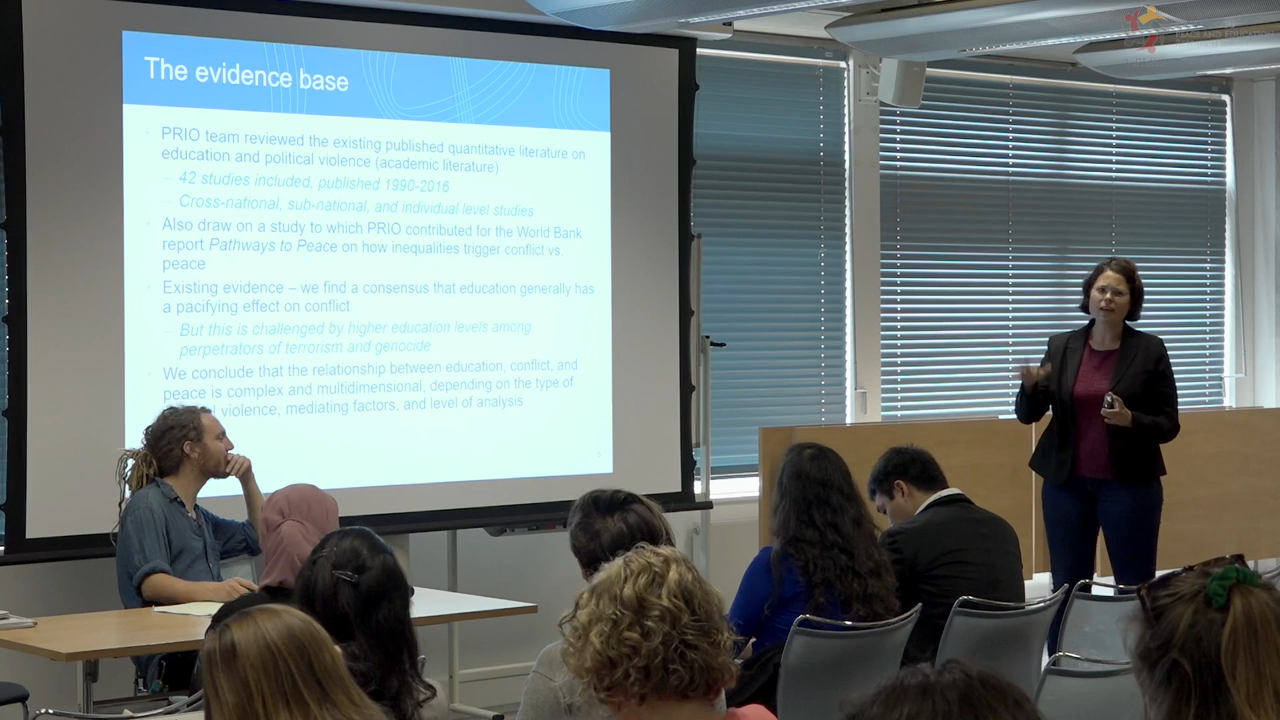 The evidence base
PRIO team reviewed the existing published quantitative literature on
education and political violence (academic literature)
– 42 studies included, published 1990-2016
– Cross-national, sub-national, and individual level studies
Also draw on a study to which PRIO contributed for the World Bank
report Pathways to Peace on how inequalities trigger conflict vs.
peace
Existing evidence – we find a consensus that education generally has
a pacifying effect on conflict
– But this is challenged by higher education levels among
perpetrators of terrorism and genocide
We conclude that the relationship between education, conflict, and
peace is complex and multidimensional, depending on the type of
violence, mediating factors, and level of analysis
PEACE AND EDUCATION